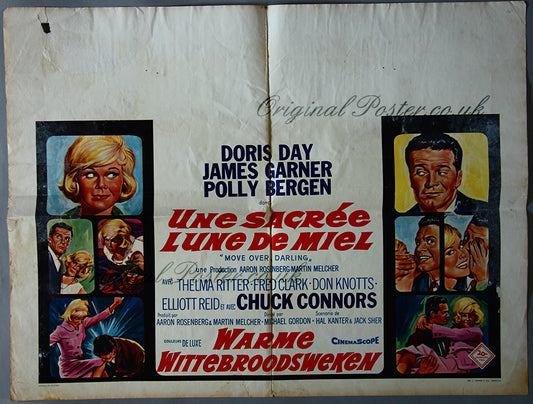 Original Poster.co.uk
DORIS DAY
JAMES GARNER
POLLY BERGEN
dans
UNE SACRÉE
LUNE DE MIEL
"MOVE OVER, DARLING"
une Production AARON ROSENBERG-MARTIN MELCHER
AVEC THELMA RITTER · FRED CLARK · DON KNOTTS ·
ELLIOTT REID ET AVEC CHUCK CONNORS
Produit par
AARON ROSENBERG & MARTIN MELCHER
Dirigé par
MICHAEL GORDON
Scenario de
HAL KANTER & JACK SHER
COULEURS DE LUXE
WARME
CINEMASCOPE
WITTEBROODSWEKEN
20th